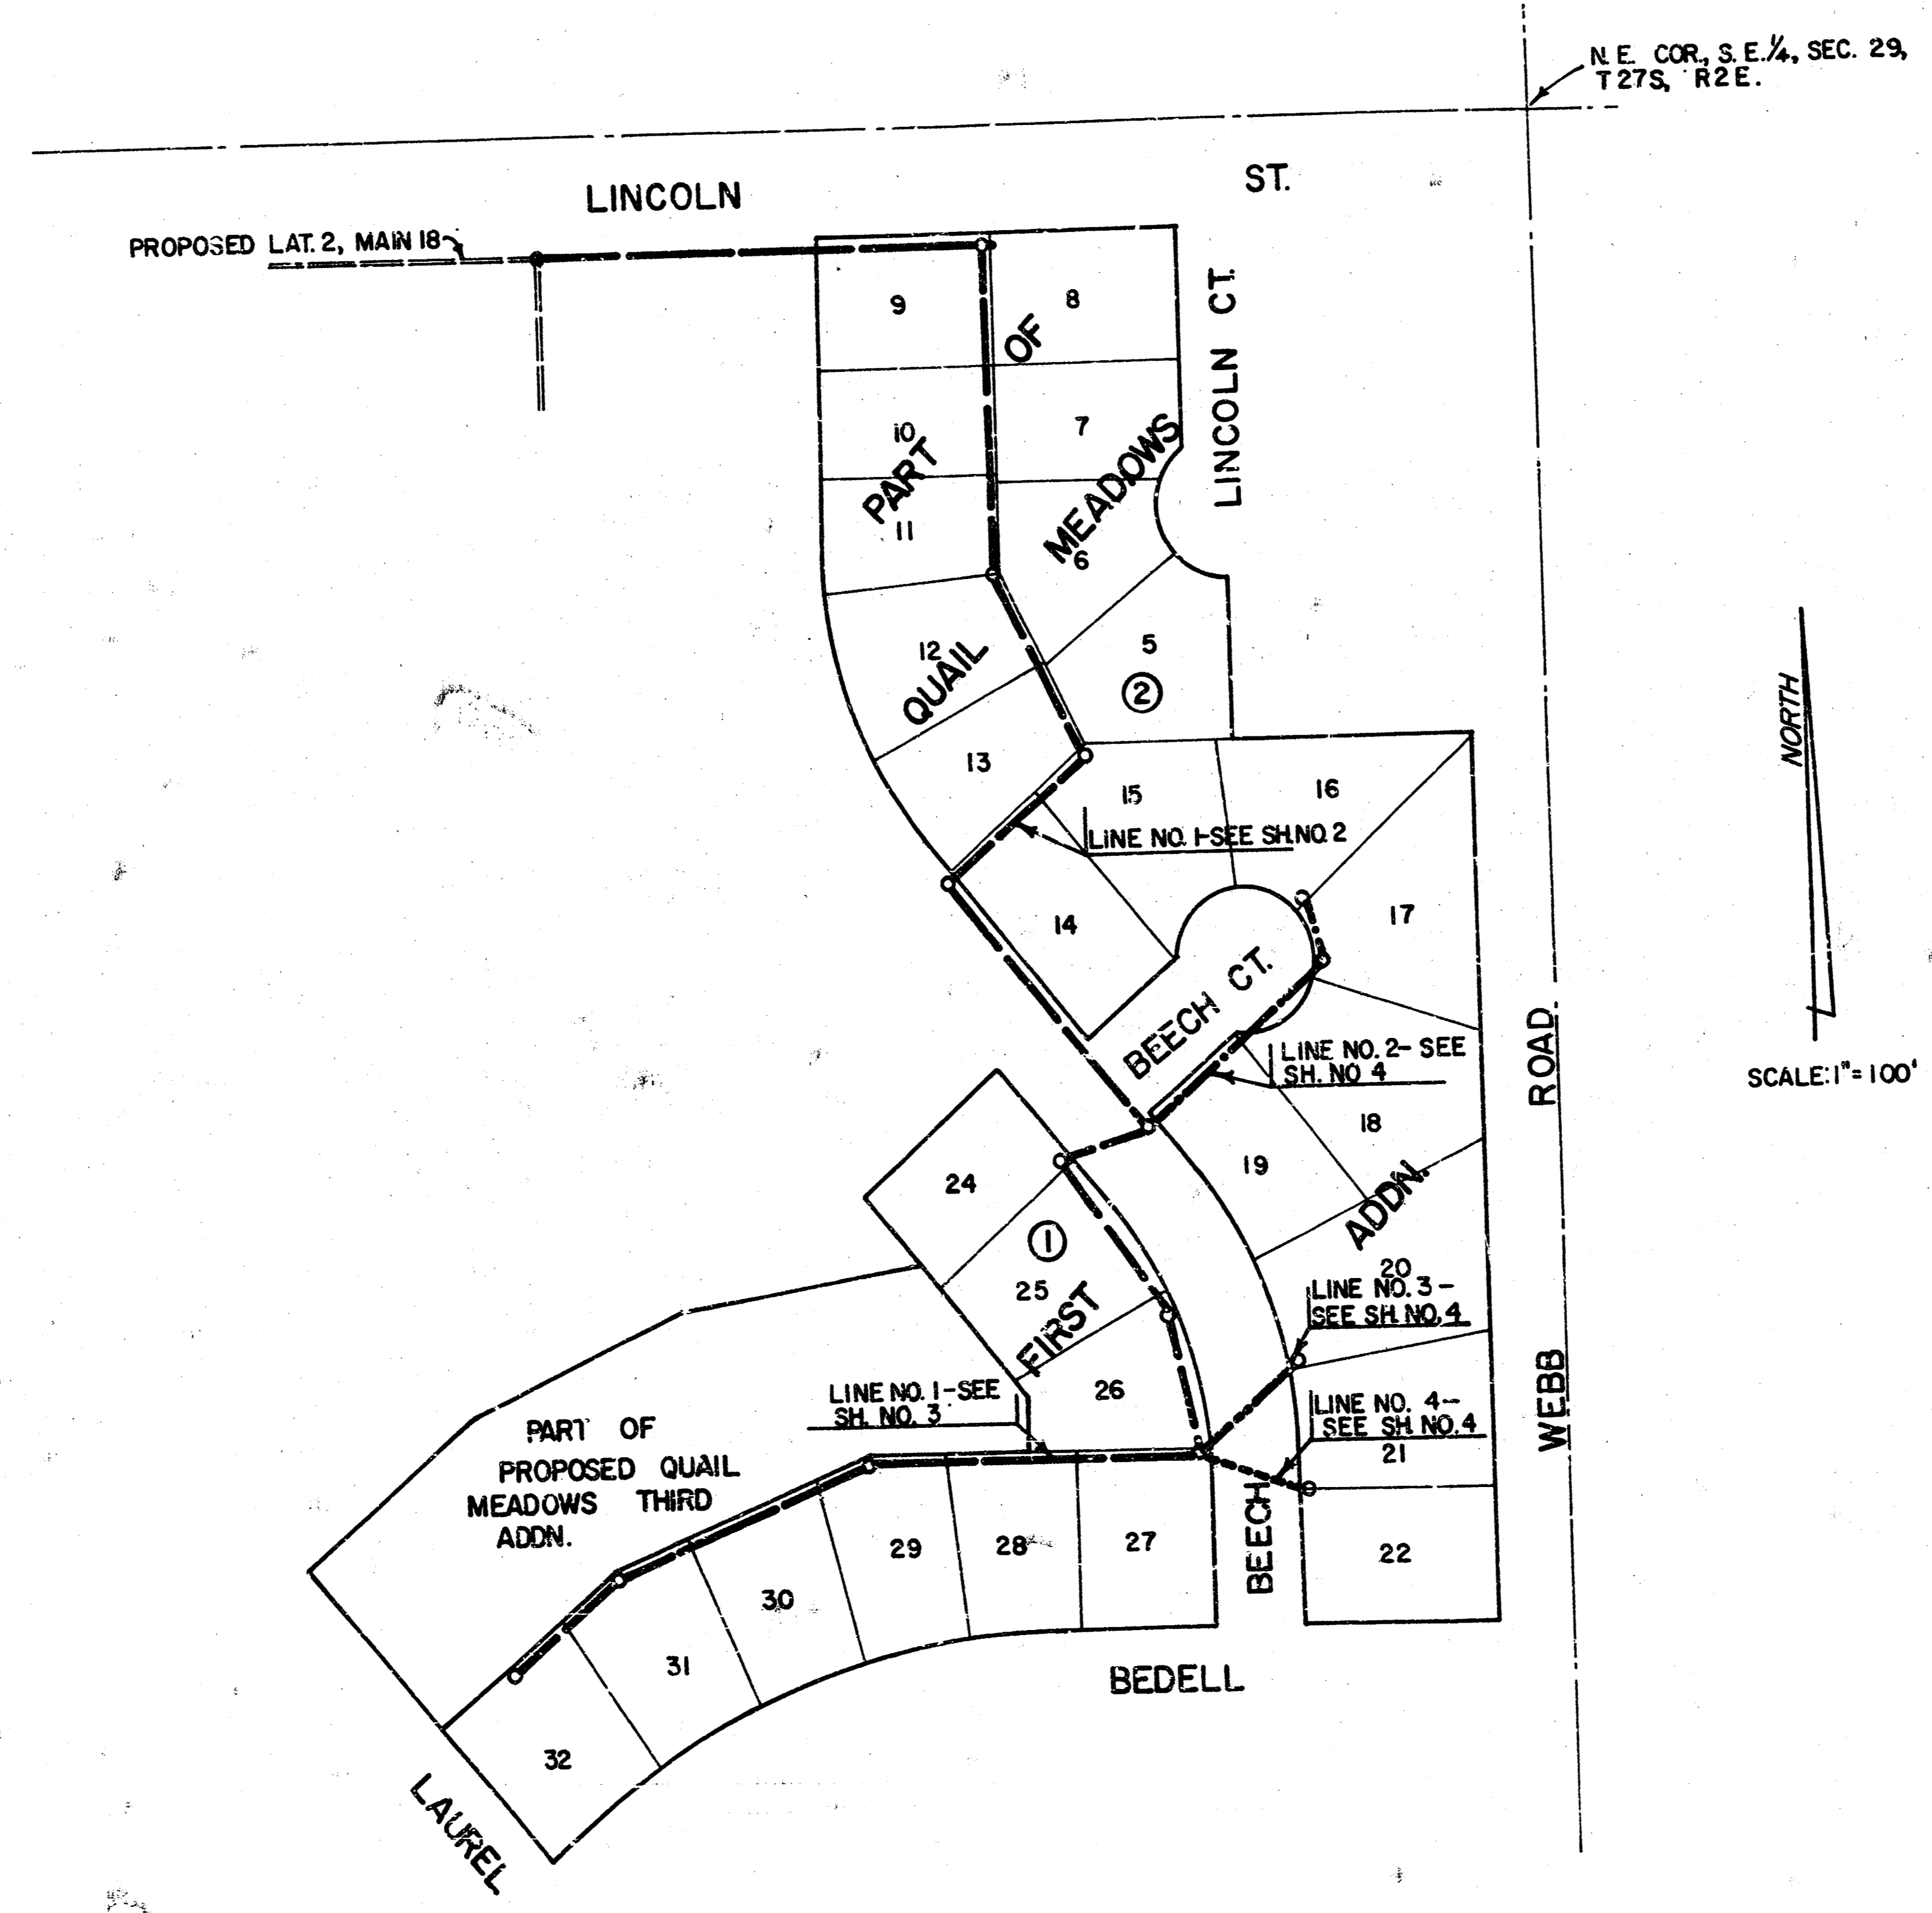 N.E. COR., S.E. 1/4, SEC. 29,
T 27S, R2E.
LINCOLN ST.
PROPOSED LAT. 2, MAIN 18
9
8
LINCOLN CT.
10
7
11
6
12
5
2
13
15
16
LINE NO. 1-SEE SH. NO. 2
14
17
BEECH CT.
LINE NO. 2- SEE
SH. NO 4
18
19
PART OF
QUAIL MEADOWS
FIRST ADDN.
24
1
25
20
LINE NO. 3-
SEE SH. NO. 4
26
LINE NO. 1-SEE
SH. NO. 3
LINE NO. 4-
SEE SH. NO. 4
21
PART OF
PROPOSED QUAIL
MEADOWS THIRD
ADDN.
27
28
29
30
31
32
22
BEECH
BEDELL
LAUREL
WEBB ROAD
NORTH
SCALE: 1"=100'